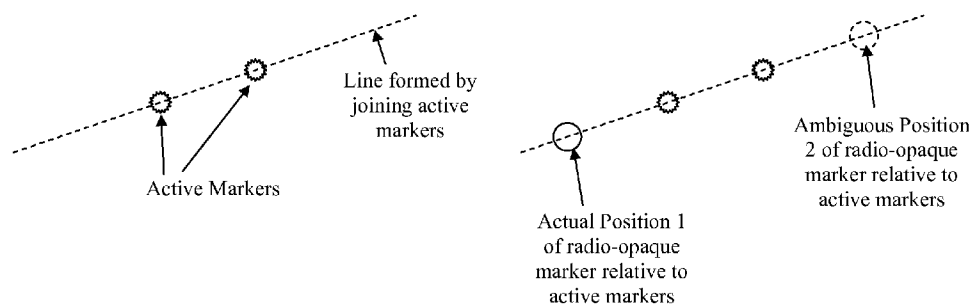 Line formed by
joining active
markers
Active Markers
Ambiguous Position
2 of radio-opaque
marker relative to
active markers
Actual Position 1
of radio-opaque
marker relative to
active markers